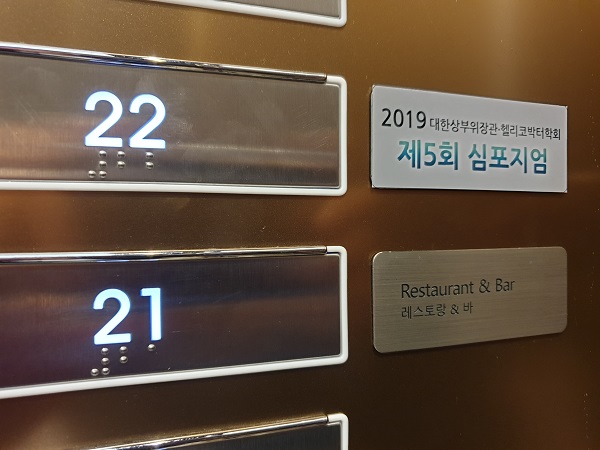 22
2019 대한상부위장관·헬리코박터학회
제5회 심포지엄
21
Restaurant & Bar
레스토랑 & 바